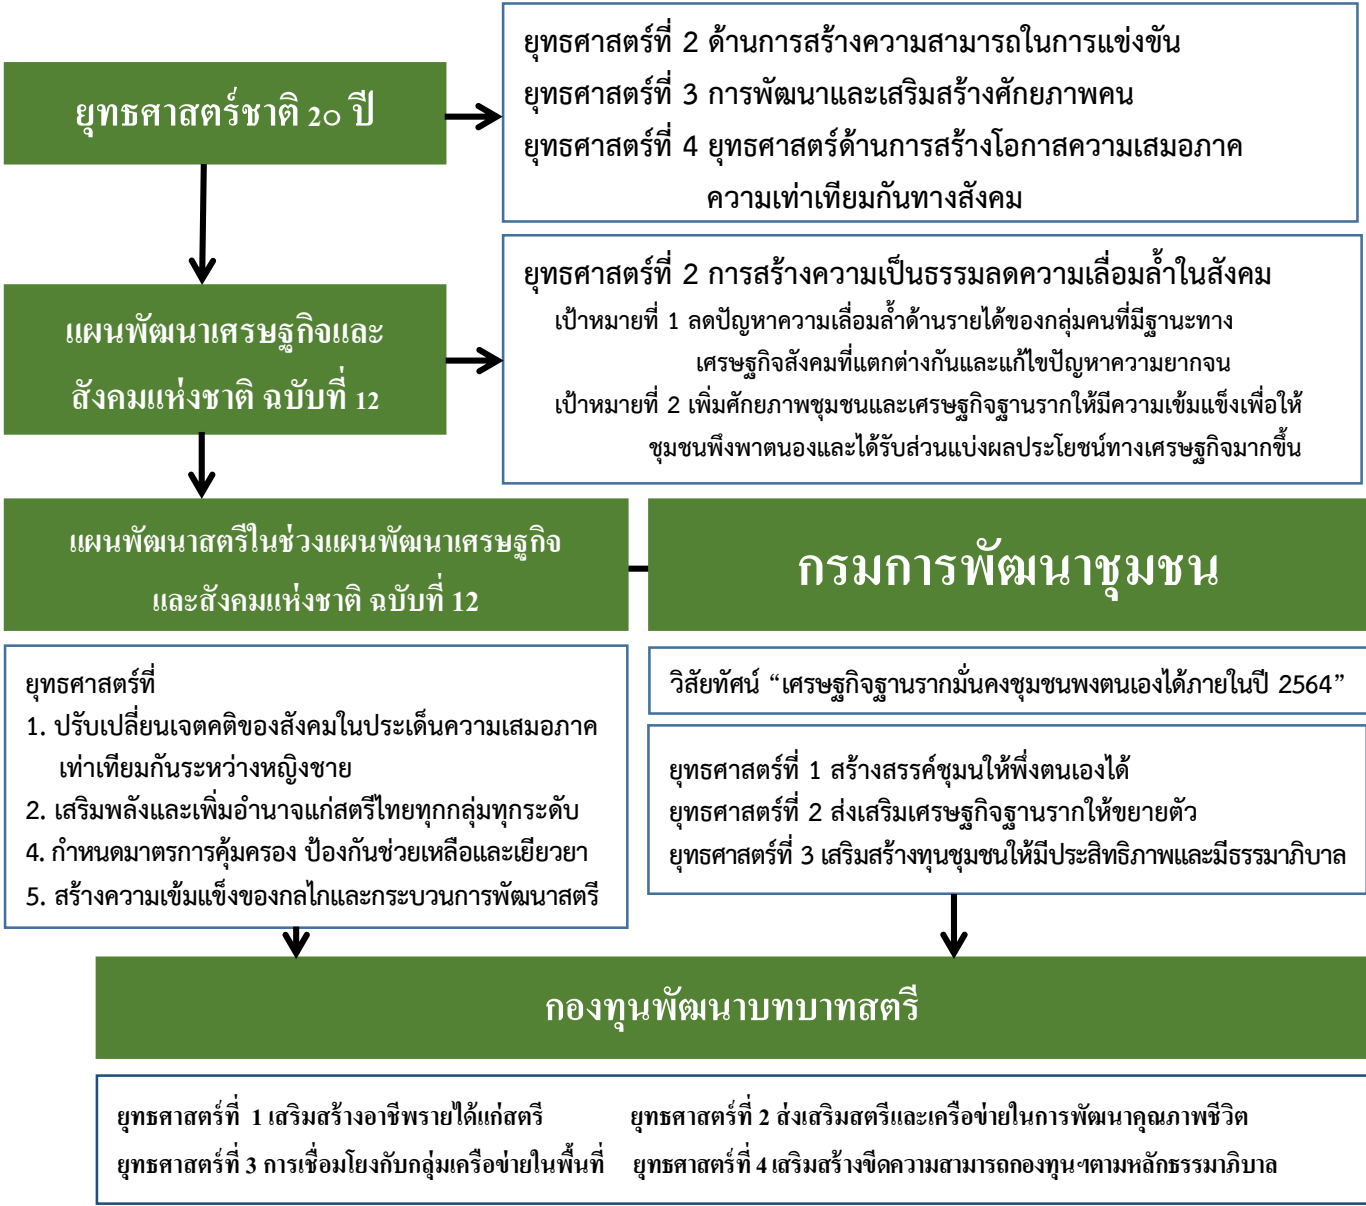 ยุทธศาสตร์ชาติ 20 ปี
ยุทธศาสตร์ที่ 2 ด้านการสร้างความสามารถในการแข่งขัน
ยุทธศาสตร์ที่ 3 การพัฒนาและเสริมสร้างศักยภาพคน
ยุทธศาสตร์ที่ 4 ยุทธศาสตร์ด้านการสร้างโอกาสความเสมอภาค
ความเท่าเทียมกันทางสังคม
แผนพัฒนาเศรษฐกิจและ
สังคมแห่งชาติ ฉบับที่ 12
ยุทธศาสตร์ที่ 2 การสร้างความเป็นธรรมลดความเลื่อมล้ำในสังคม
เป้าหมายที่ 1 ลดปัญหาความเลื่อมล้ำด้านรายได้ของกลุ่มคนที่มีฐานะทาง
เศรษฐกิจสังคมที่แตกต่างกันและแก้ไขปัญหาความยากจน
เป้าหมายที่ 2 เพิ่มศักยภาพชุมชนและเศรษฐกิจฐานรากให้มีความเข้มแข็งเพื่อให้
ชุมชนพึงพาตนองและได้รับส่วนแบ่งผลประโยชน์ทางเศรษฐกิจมากขึ้น
แผนพัฒนาสตรีในช่วงแผนพัฒนาเศรษฐกิจ
และสังคมแห่งชาติ ฉบับที่ 12
กรมการพัฒนาชุมชน
ยุทธศาสตร์ที่
1. ปรับเปลี่ยนเจตคติของสังคมในประเด็นความเสมอภาค
เท่าเทียมกันระหว่างหญิงชาย
2. เสริมพลังและเพิ่มอำนาจแก่สตรีไทยทุกกลุ่มทุกระดับ
4. กำหนดมาตรการคุ้มครอง ป้องกันช่วยเหลือและเยียวยา
5. สร้างความเข้มแข็งของกลไกและกระบวนการพัฒนาสตรี
วิสัยทัศน์ “เศรษฐกิจฐานรากมั่นคงชุมชนพงตนเองได้ภายในปี 2564”
ยุทธศาสตร์ที่ 1 สร้างสรรค์ชุมนให้พึ่งตนเองได้
ยุทธศาสตร์ที่ 2 ส่งเสริมเศรษฐกิจฐานรากให้ขยายตัว
ยุทธศาสตร์ที่ 3 เสริมสร้างทุนชุมชนให้มีประสิทธิภาพและมีธรรมาภิบาล
กองทุนพัฒนาบทบาทสตรี
ยุทธศาสตร์ที่ 1 เสริมสร้างอาชีพรายได้แก่สตรี
ยุทธศาสตร์ที่ 2 ส่งเสริมสตรีและเครือข่ายในการพัฒนาคุณภาพชีวิต
ยุทธศาสตร์ที่ 3 การเชื่อมโยงกับกลุ่มเครือข่ายในพื้นที่
ยุทธศาสตร์ที่ 4 เสริมสร้างขีดความสามารถกองทุนฯตามหลักธรรมาภิบาล